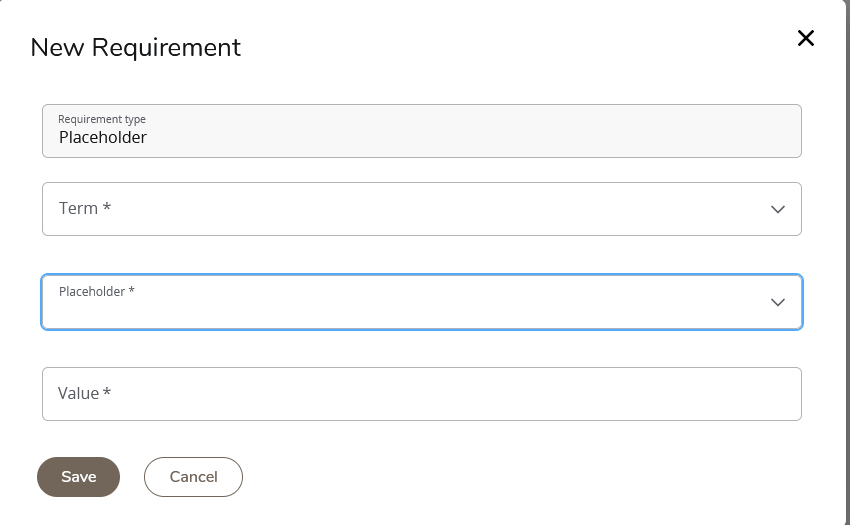 New Requirement
Requirement type
Placeholder
Term *
Placeholder *
Value *
Save
Cancel